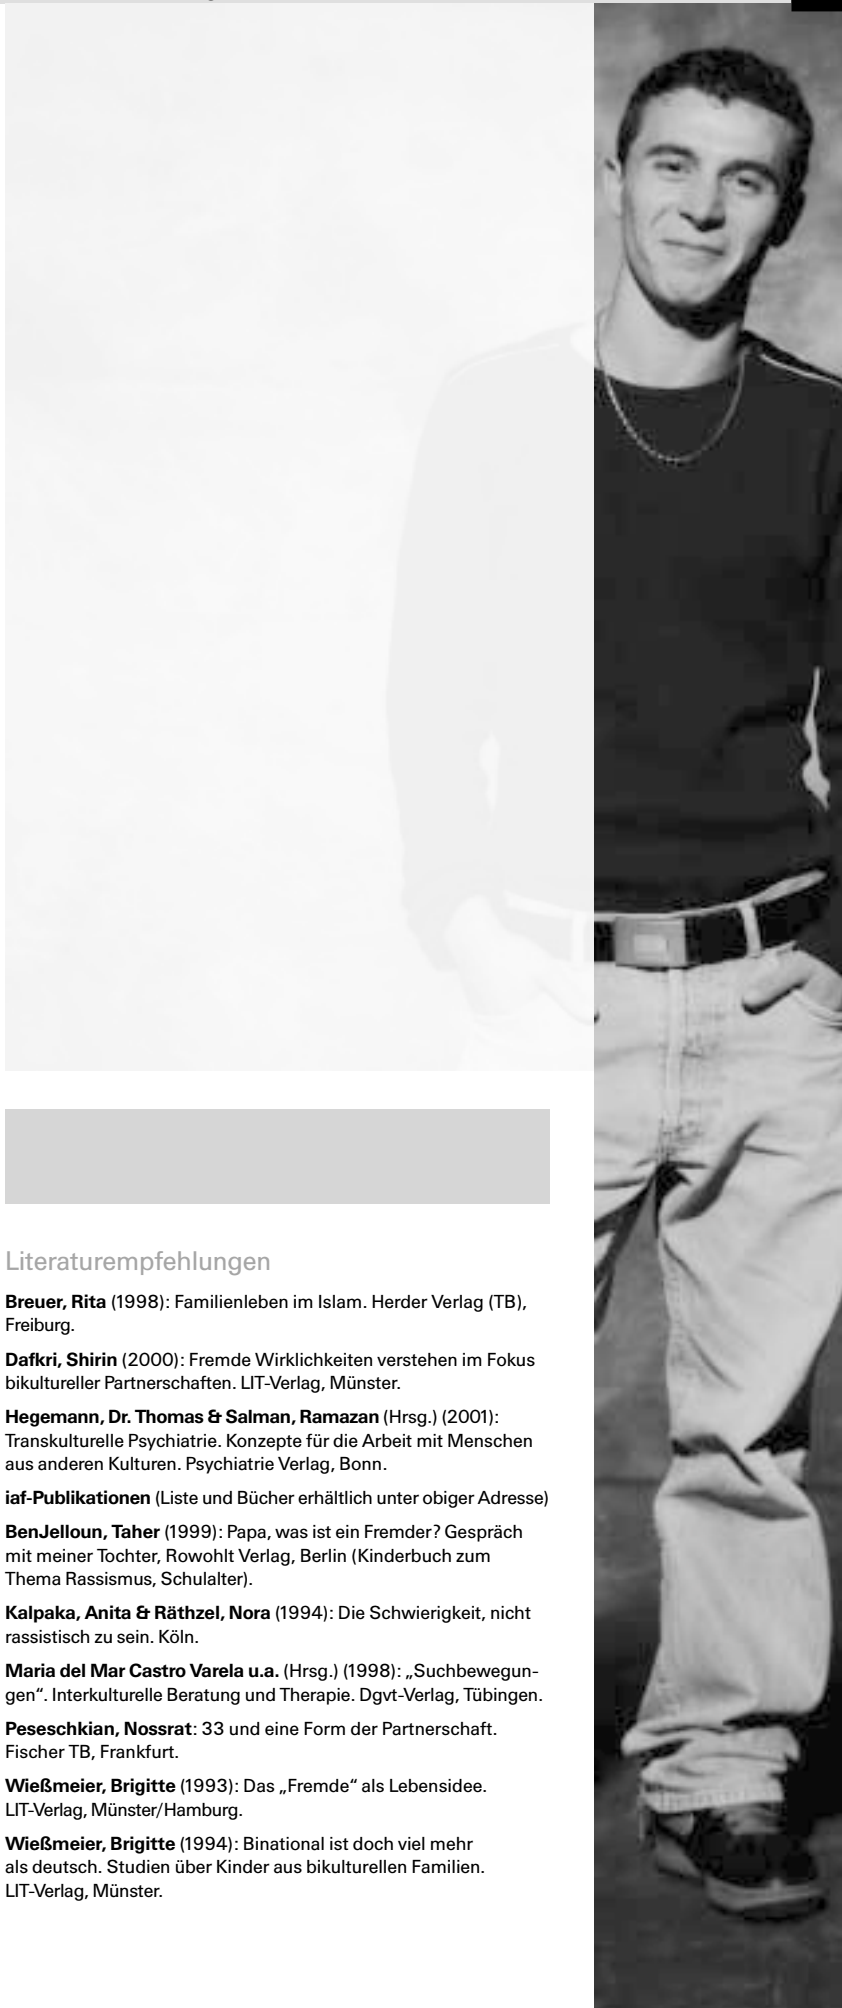 Literaturempfehlungen
Breuer, Rita (1998): Familienleben im Islam. Herder Verlag (TB),
Freiburg.
Dafkri, Shirin (2000): Fremde Wirklichkeiten verstehen im Fokus
bikultureller Partnerschaften. LIT-Verlag, Münster.
Hegemann, Dr. Thomas & Salman, Ramazan (Hrsg.) (2001):
Transkulturelle Psychiatrie. Konzepte für die Arbeit mit Menschen
aus anderen Kulturen. Psychiatrie Verlag, Bonn.
iaf-Publikationen (Liste und Bücher erhältlich unter obiger Adresse)
BenJelloun, Taher (1999): Papa, was ist ein Fremder? Gespräch
mit meiner Tochter, Rowohlt Verlag, Berlin (Kinderbuch zum
Thema Rassismus, Schulalter).
Kalpaka, Anita & Räthzel, Nora (1994): Die Schwierigkeit, nicht
rassistisch zu sein. Köln.
Maria del Mar Castro Varela u.a. (Hrsg.) (1998): „Suchbewegun-
gen“. Interkulturelle Beratung und Therapie. Dgvt-Verlag, Tübingen.
Peseschkian, Nossrat: 33 und eine Form der Partnerschaft.
Fischer TB, Frankfurt.
Wießmeier, Brigitte (1993): Das „Fremde“ als Lebensidee.
LIT-Verlag, Münster/Hamburg.
Wießmeier, Brigitte (1994): Binational ist doch viel mehr
als deutsch. Studien über Kinder aus bikulturellen Familien.
LIT-Verlag, Münster.